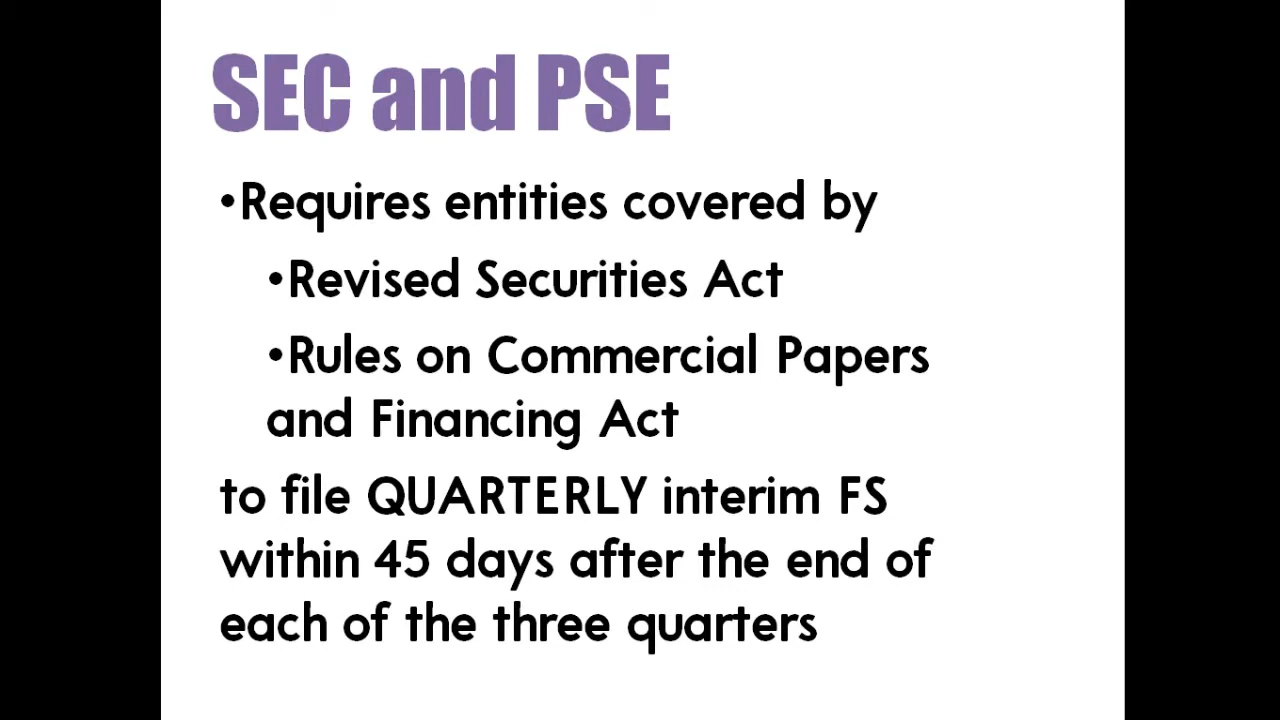 SEC and PSE
•Requires entities covered by
•Revised Securities Act
•Rules on Commercial Papers
and Financing Act
to file QUARTERLY interim FS
within 45 days after the end of
each of the three quarters